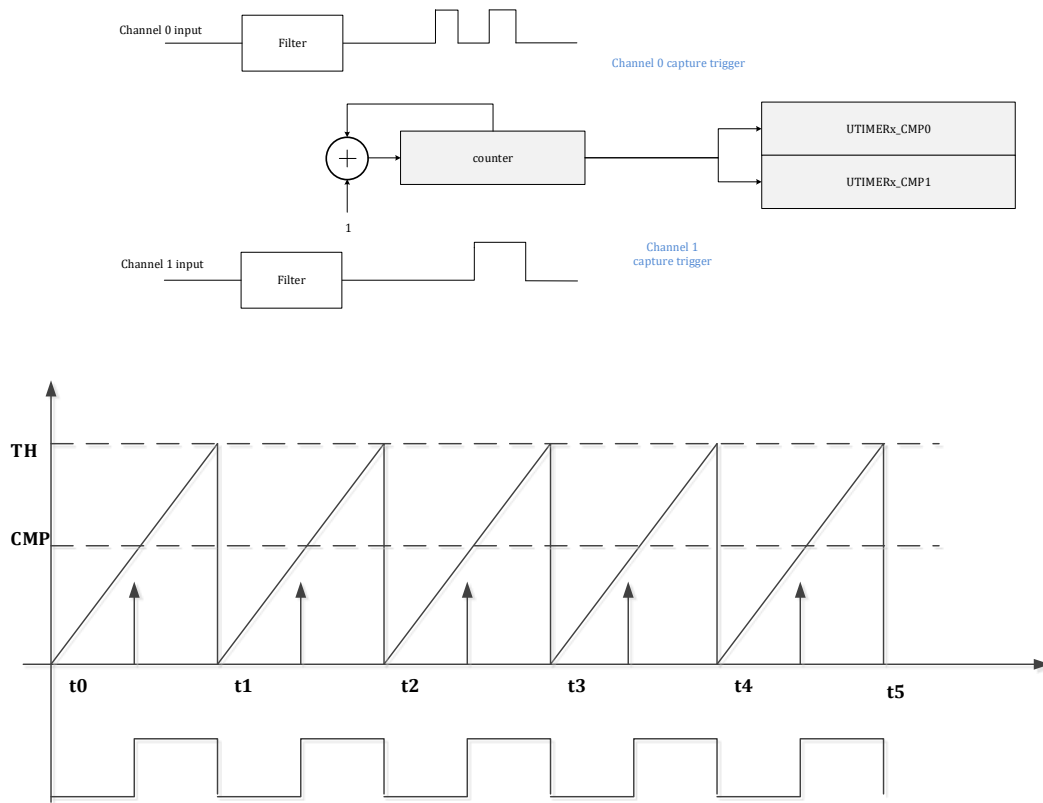 Channel 0 input
Filter
Channel 0 capture trigger
UTIMERx_CMP0
counter
UTIMERx_CMP1
1
Channel 1 input
Filter
Channel 1
capture trigger
TH
CMP
t0
t1
t2
t3
t4
t5